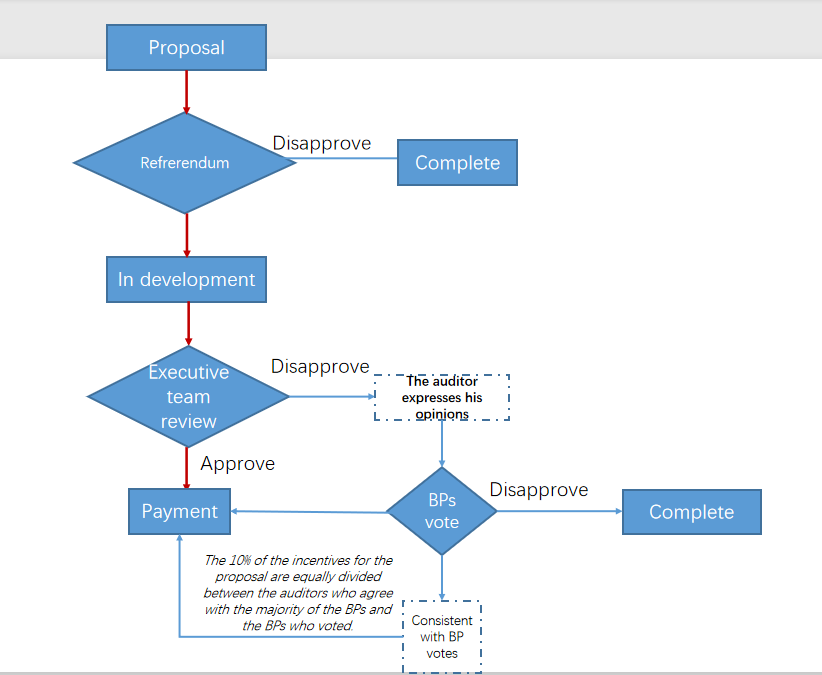 Proposal
Disapprove
Refrerendum
Complete
In development
Disapprove
Executive
team
review
The auditor
expresses his
opinions
Approve
BPs
vote
Disapprove
Payment
Complete
The 10% of the incentives for the
proposal are equally divided
between the auditors who agree
with the majority of the BPs and
the BPs who voted.
Consistent
with BP
votes